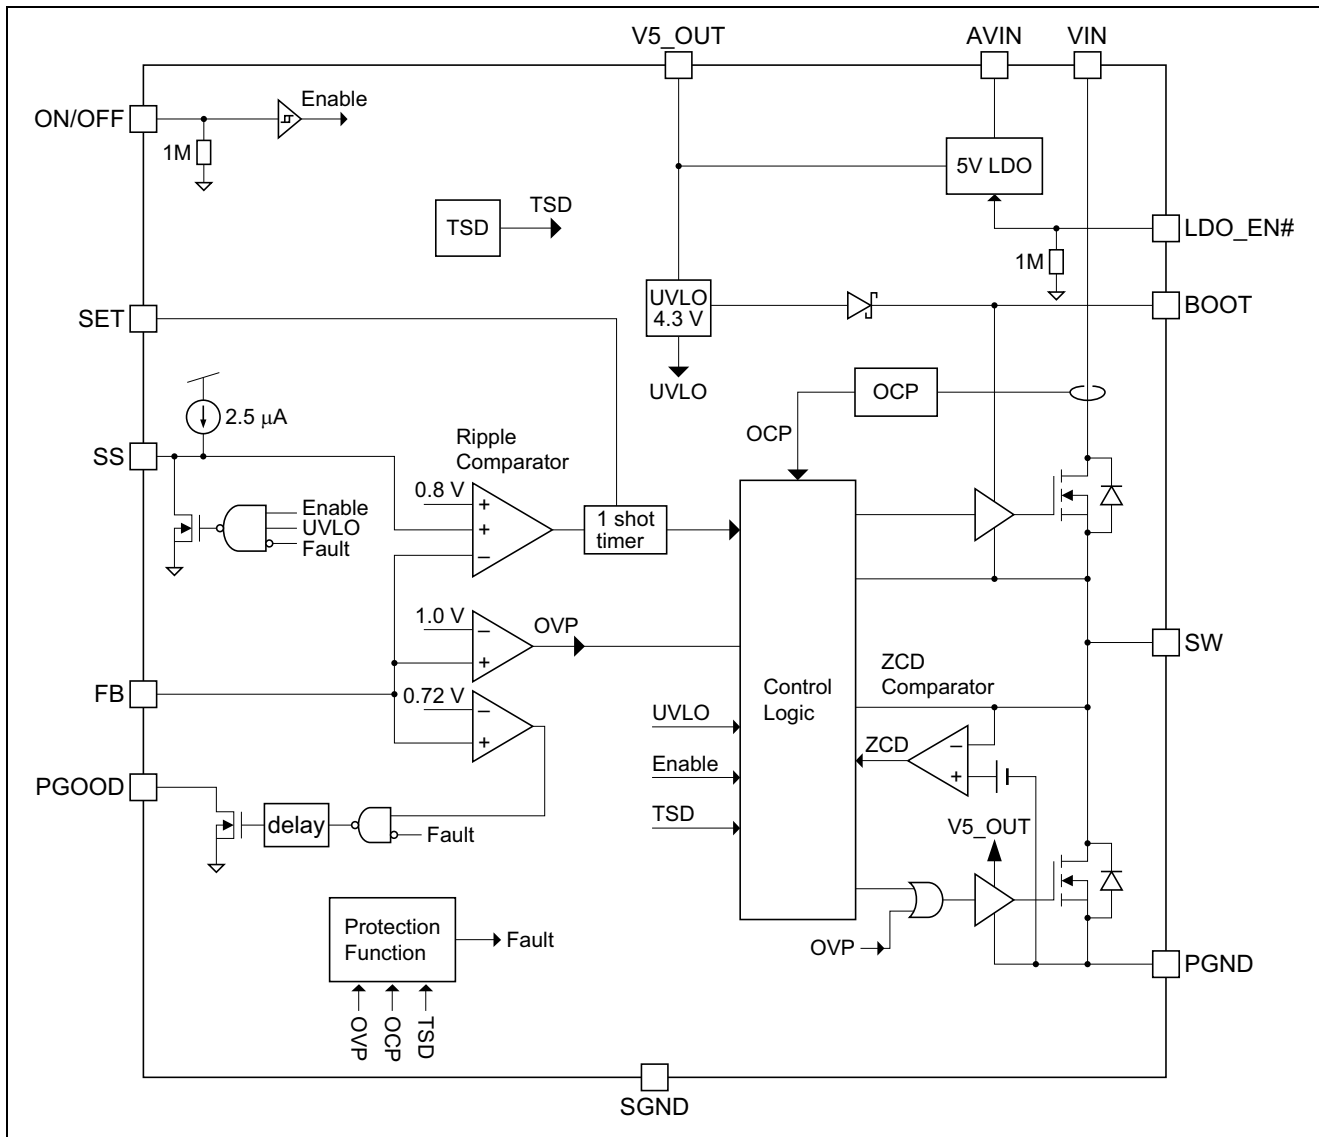 V5_OUT
AVIN
VIN
ON/OFF
Enable
1M
5V LDO
TSD
TSD
LDO_EN#
1M
SET
UVLO
4.3 V
BOOT
UVLO
OCP
2.5 μA
OCP
SS
Ripple
Comparator
0.8 V
+
+
−
1 shot
timer
Enable
UVLO
Fault
1.0 V
−
+
OVP
SW
FB
0.72 V
−
+
Control
Logic
ZCD
Comparator
UVLO
ZCD
−
+
Enable
PGOOD
TSD
delay
Fault
V5_OUT
Protection
Function
Fault
OVP
PGND
OVP
OCP
TSD
SGND